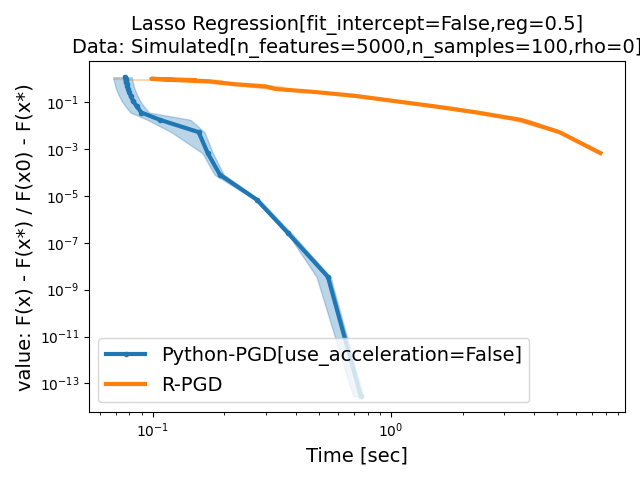 Lasso Regression[fit_intercept=False,reg=0.5]
Data: Simulated[n_features=5000,n_samples=100,rho=0]
value: F(x) - F(x*) / F(x0) - F(x*)
10⁻¹
10⁻³
10⁻⁵
10⁻⁷
10⁻⁹
10⁻¹¹
10⁻¹³
Python-PGD[use_acceleration=False]
R-PGD
10⁻¹
10⁰
Time [sec]